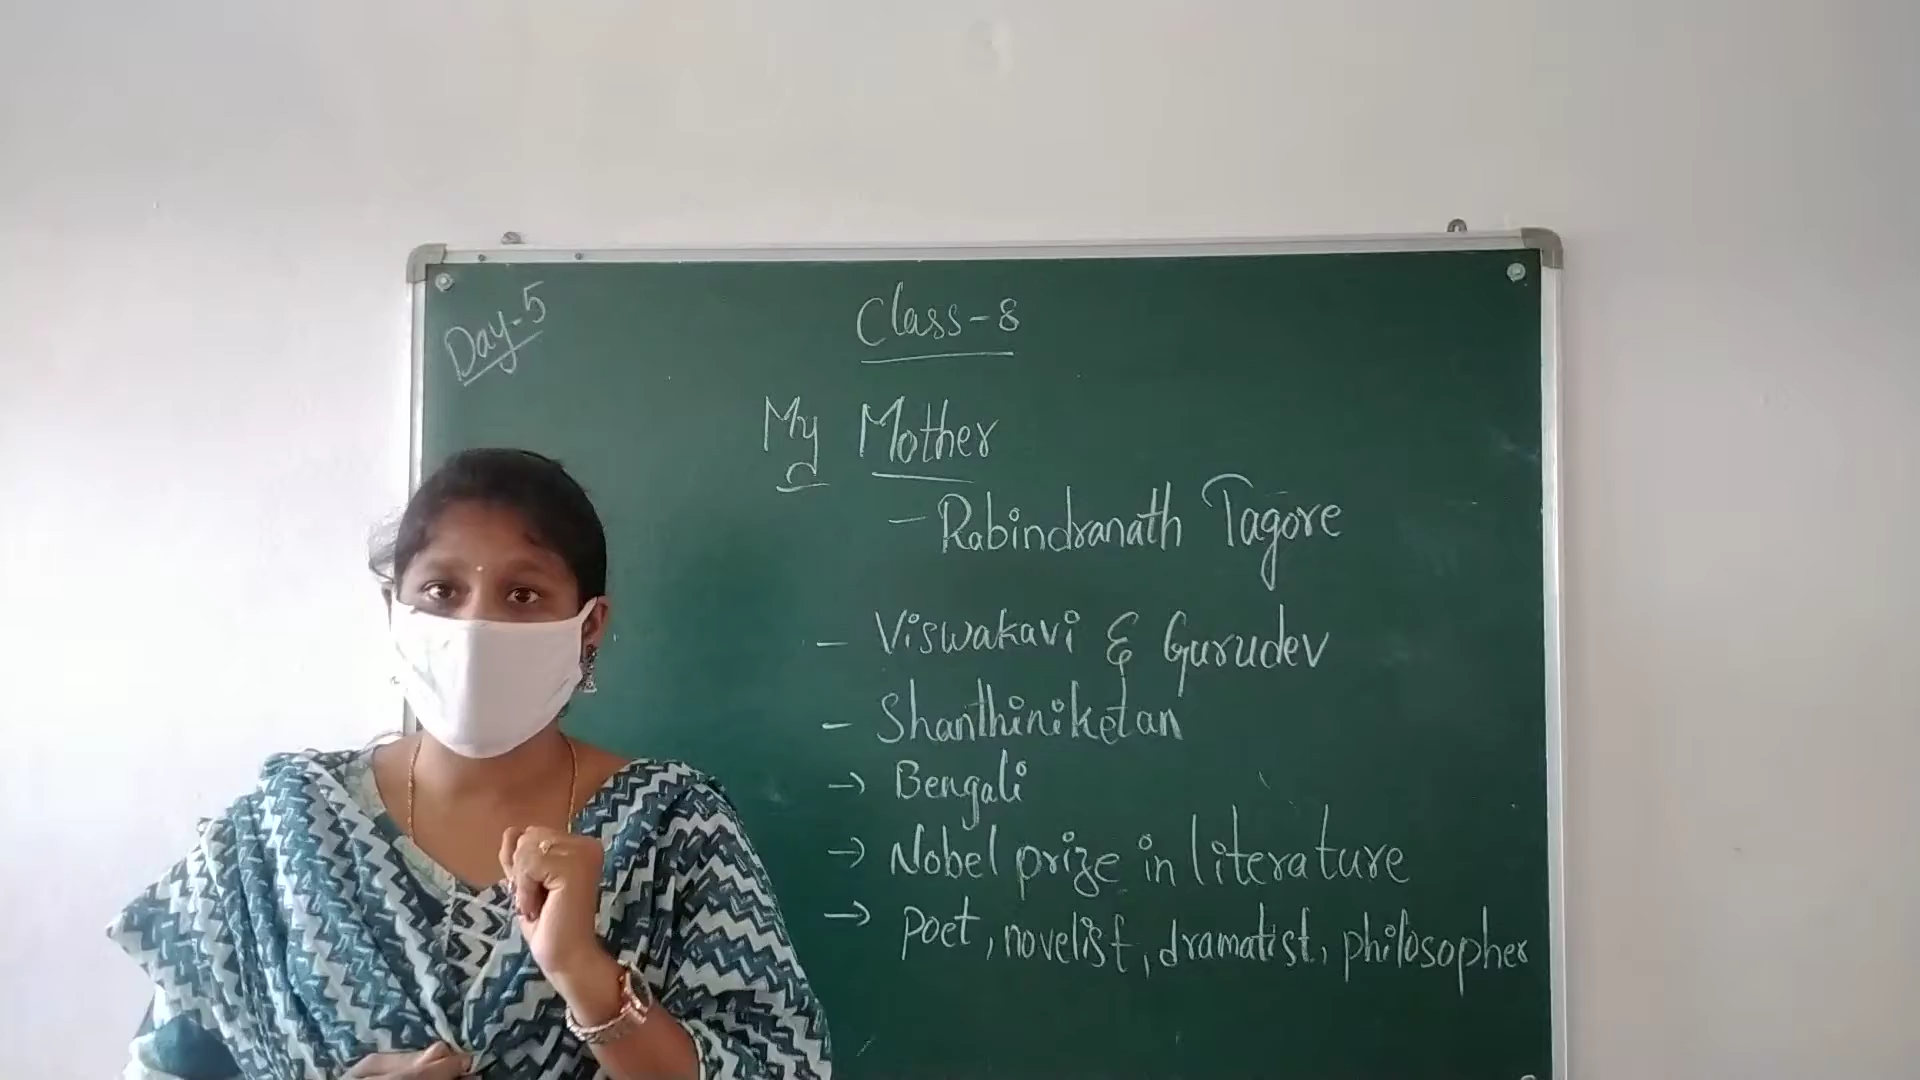 Day-5
Class-8
My Mother
- Rabindranath Tagore
- Viswakavi & Gurudev
- Shanthiniketan
→ Bengali
→ Nobel prize in literature
→ Poet, novelist, dramatist, philosopher